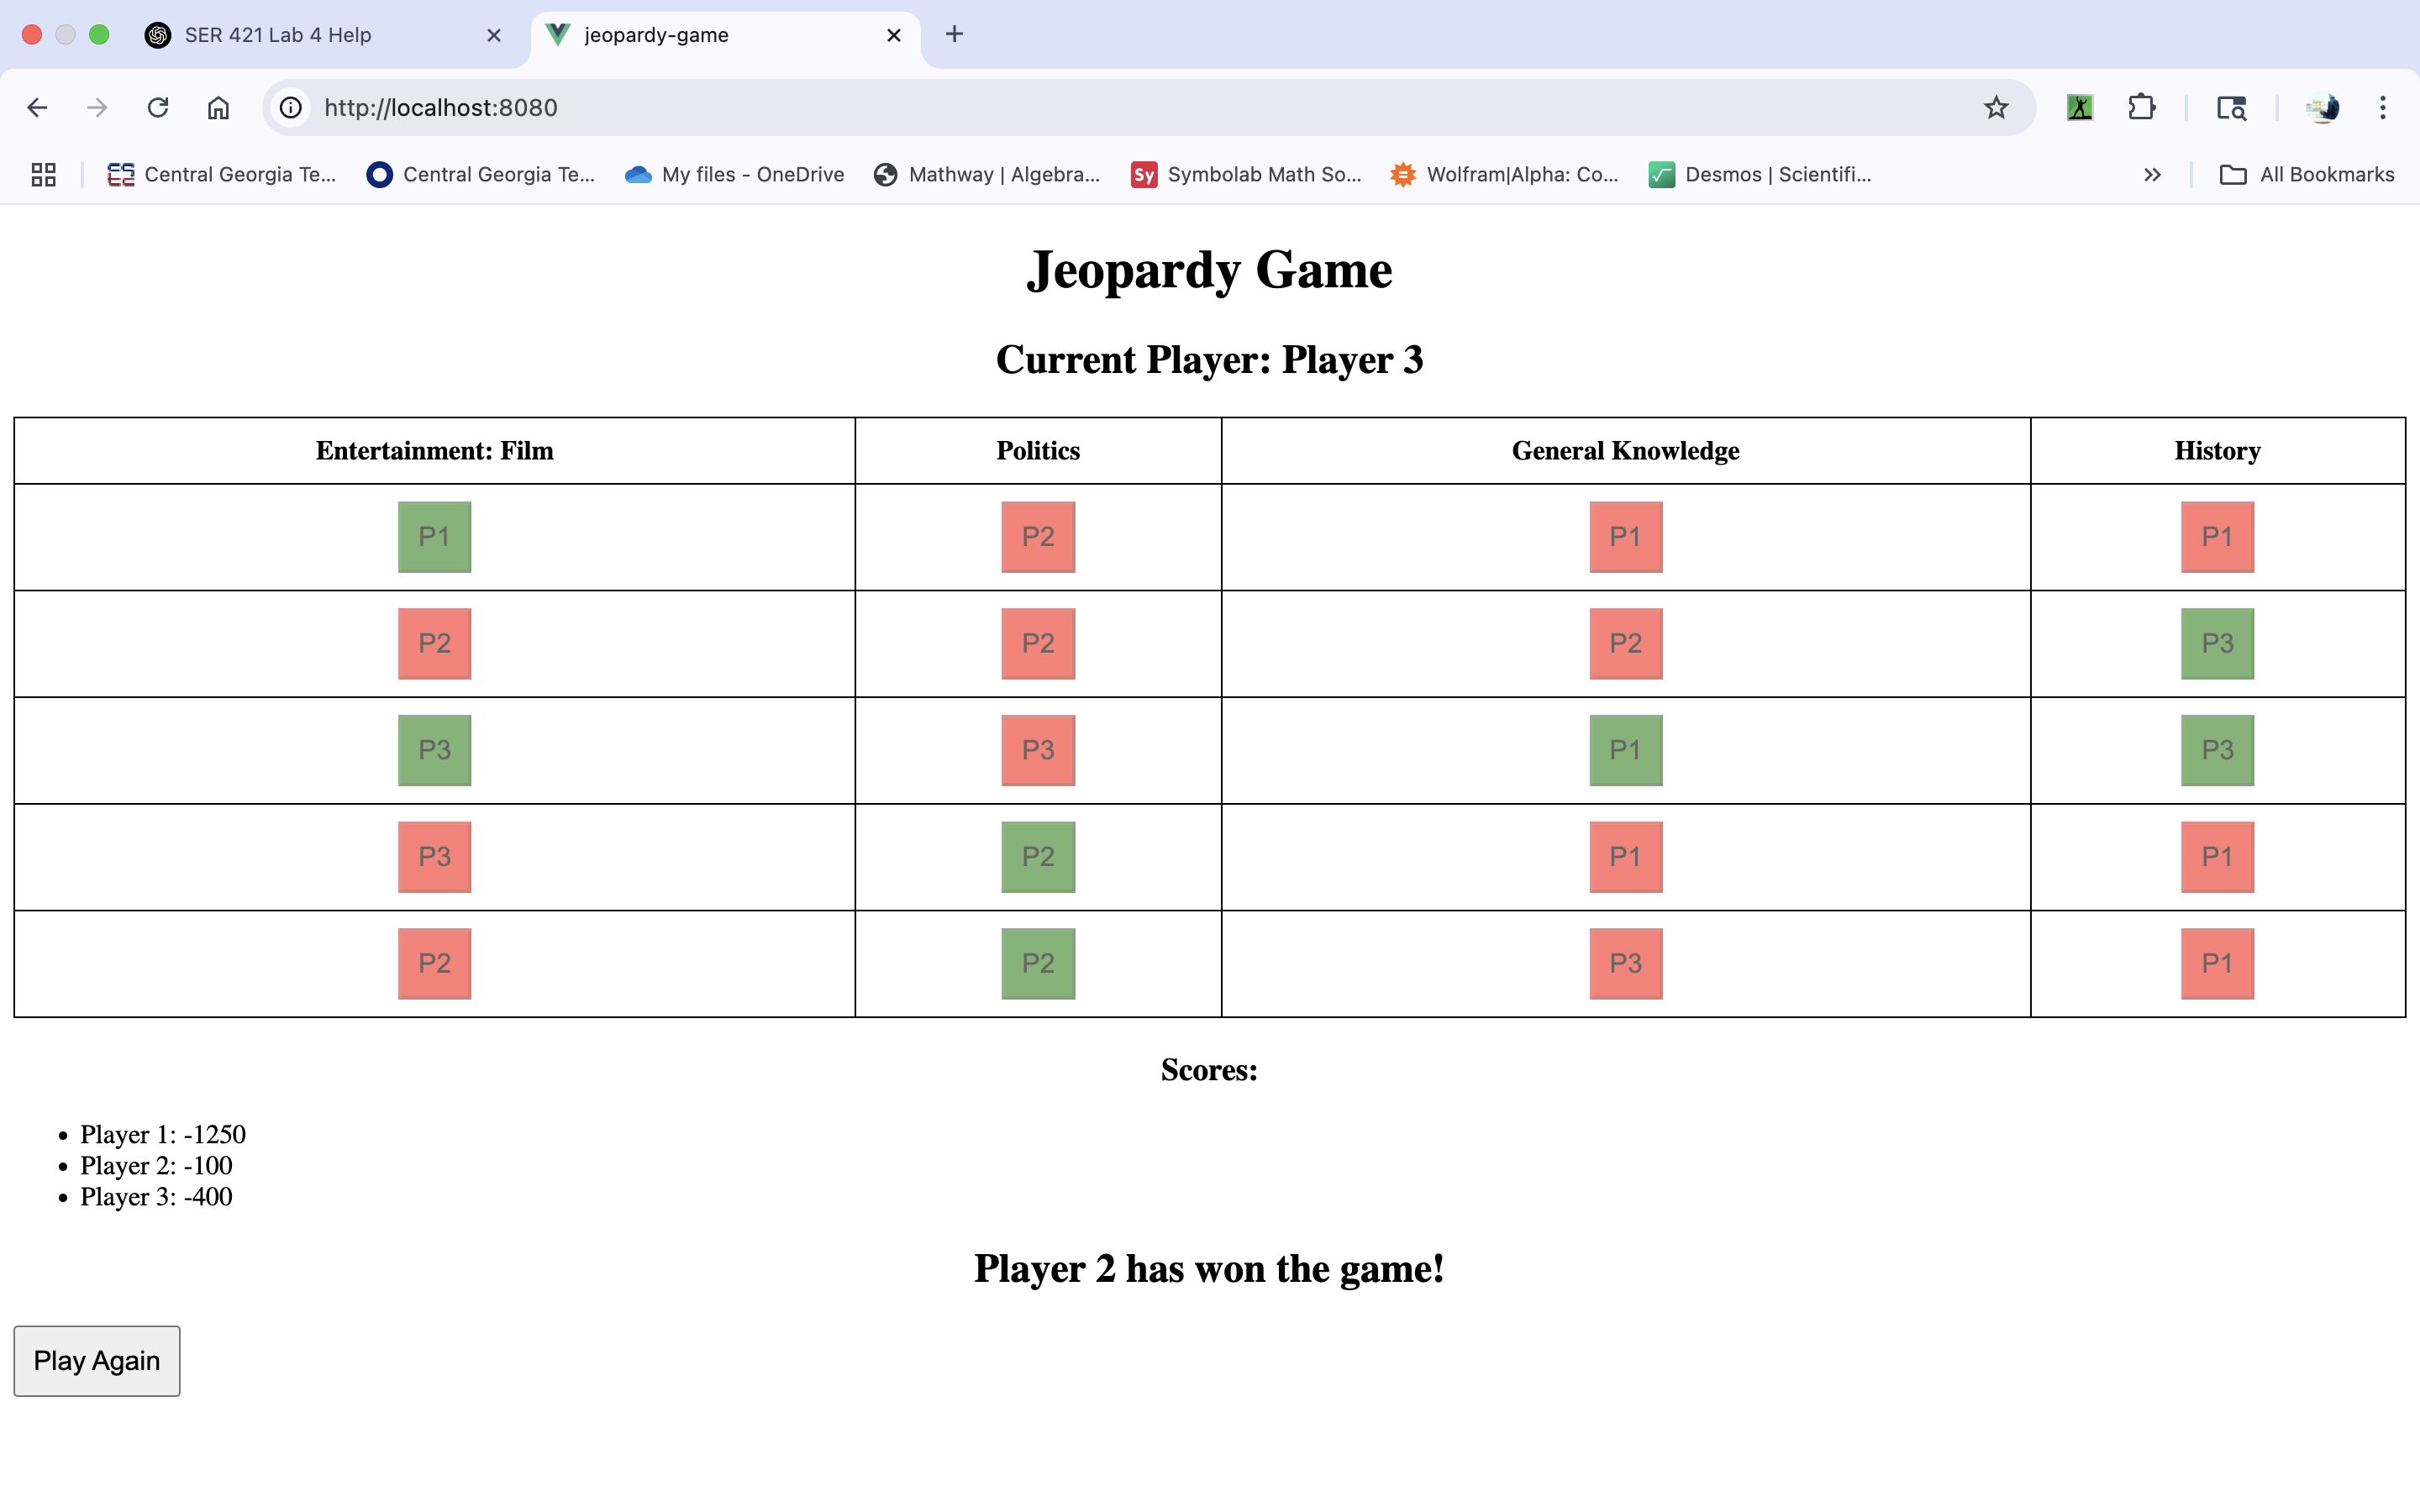 SER 421 Lab 4 Help
jeopardy-game
http://localhost:8080
Central Georgia Te... Central Georgia Te... My files - OneDrive Mathway | Algebra... Sy Symbolab Math So... Wolfram|Alpha: Co... Desmos | Scientifi... All Bookmarks
Jeopardy Game
Current Player: Player 3
Entertainment: Film Politics General Knowledge History
P1 P2 P1 P1
P2 P2 P2 P3
P3 P3 P1 P3
P3 P2 P1 P1
P2 P2 P3 P1
Scores:
• Player 1: -1250
• Player 2: -100
• Player 3: -400
Player 2 has won the game!
Play Again